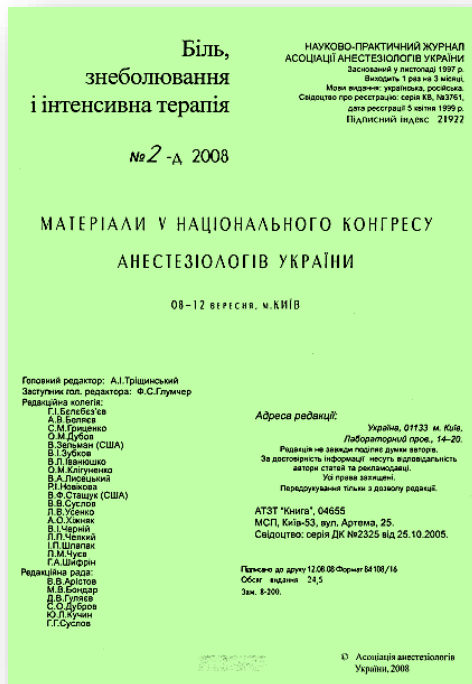 Біль,
знеболювання
і інтенсивна терапія
№2 -д 2008
НАУКОВО-ПРАКТИЧНИЙ ЖУРНАЛ
АСОЦІАЦІЇ АНЕСТЕЗІОЛОГІВ УКРАЇНИ
Заснований у листопаді 1997 р.
Виходить 1 раз на 3 місяці,
Мови видання: українська, російська.
Свідоцтво про реєстрацію: серія КВ, №3761,
дата реєстрації 5 квітня 1999 р.
Підписний індекс 21922
МАТЕРІАЛИ V НАЦІОНАЛЬНОГО КОНГРЕСУ
АНЕСТЕЗІОЛОГІВ УКРАЇНИ
08–12 ВЕРЕСНЯ, м.КИЇВ
Головний редактор: А.І.Тріщинський
Заступник гол. редактора: Ф.С.Глумчер
Редакційна колегія:
Г.І.Бєлєбєз'єв
А.В.Бєляєв
С.М.Гриценко
О.М.Дубов
В.Зельман (США)
В.І.Зубков
В.Л.Іванюшко
О.М.Клігуненко
В.А.Лисецький
Р.І.Новікова
В.Ф.Стащук (США)
В.В.Суслов
Л.В.Усенко
А.О.Хижняк
В.І.Черній
Л.П.Чепкий
І.П.Шлапак
П.М.Чуєв
Г.А.Шифрін
Редакційна рада:
В.В.Арістов
М.В.Бондар
Д.В.Гуляєв
С.О.Дубров
Ю.Л.Кучин
Г.Г.Суслов
Адреса редакції:
Україна, 01133 м. Київ,
Лабораторний пров., 14–20.
Редакція не завжди поділяє думки авторів.
За достовірність інформації несуть відповідальність
автори статей та рекламодавці.
Усі права захищені.
Передрукування тільки з дозволу редакції.
АТЗТ "Книга", 04655
МСП, Київ-53, вул. Артема, 25.
Свідоцтво: серія ДК №2325 від 25.10.2005.
Підписано до друку 12.08.08 Формат 84 108/16
Обсяг видання 24,5
Зам. 8-200.
© Асоціація анестезіологів
України, 2008